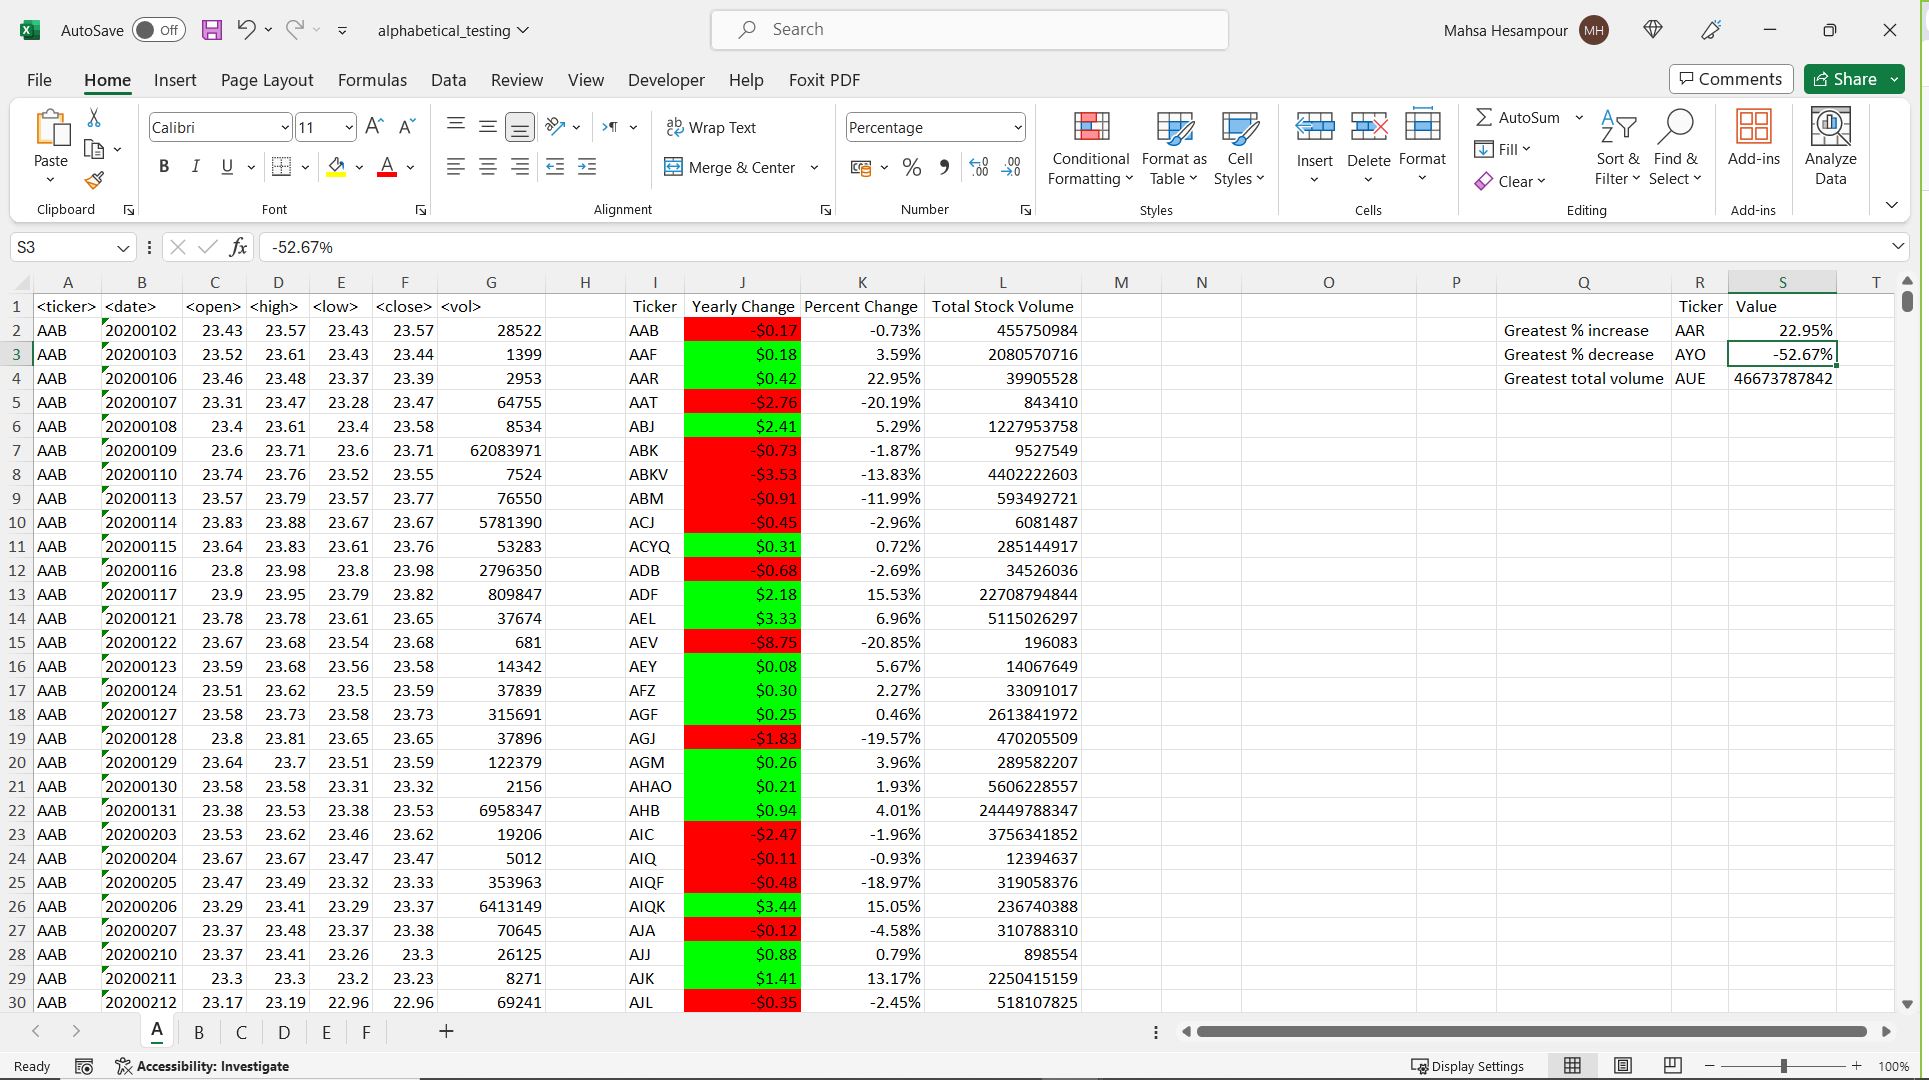 AutoSave Off alphabetical_testing Search Mahsa Hesampour MH
File Home Insert Page Layout Formulas Data Review View Developer Help Foxit PDF Comments Share
Paste Calibri 11 Wrap Text Percentage Conditional Formatting Format as Table Cell Styles Insert Delete Format AutoSum Sort & Filter Find & Select Add-ins Analyze Data
B I U Merge & Center % Fill Clear
Clipboard Font Alignment Number Styles Cells Editing Add-ins
S3 fx -52.67%
A B C D E F G H I J K L M N O P Q R S T
1 <ticker> <date> <open> <high> <low> <close> <vol> Ticker Yearly Change Percent Change Total Stock Volume Ticker Value
2 AAB 20200102 23.43 23.57 23.43 23.57 28522 AAB -$0.17 -0.73% 455750984 Greatest % increase AAR 22.95%
3 AAB 20200103 23.52 23.61 23.43 23.44 1399 AAF $0.18 3.59% 2080570716 Greatest % decrease AYO -52.67%
4 AAB 20200106 23.46 23.48 23.37 23.39 2953 AAR $0.42 22.95% 39905528 Greatest total volume AUE 46673787842
5 AAB 20200107 23.31 23.47 23.28 23.47 64755 AAT -$2.76 -20.19% 843410
6 AAB 20200108 23.4 23.61 23.4 23.58 8534 ABJ $2.41 5.29% 1227953758
7 AAB 20200109 23.6 23.71 23.6 23.71 62083971 ABK -$0.73 -1.87% 9527549
8 AAB 20200110 23.74 23.76 23.52 23.55 7524 ABKV -$3.53 -13.83% 4402222603
9 AAB 20200113 23.57 23.79 23.57 23.77 76550 ABM -$0.91 -11.99% 593492721
10 AAB 20200114 23.83 23.88 23.67 23.67 5781390 ACJ -$0.45 -2.96% 6081487
11 AAB 20200115 23.64 23.83 23.61 23.76 53283 ACYQ $0.31 0.72% 285144917
12 AAB 20200116 23.8 23.98 23.8 23.98 2796350 ADB -$0.68 -2.69% 34526036
13 AAB 20200117 23.9 23.95 23.79 23.82 809847 ADF $2.18 15.53% 22708794844
14 AAB 20200121 23.78 23.78 23.61 23.65 37674 AEL $3.33 6.96% 5115026297
15 AAB 20200122 23.67 23.68 23.54 23.68 681 AEV -$8.75 -20.85% 196083
16 AAB 20200123 23.59 23.68 23.56 23.58 14342 AEY $0.08 5.67% 14067649
17 AAB 20200124 23.51 23.62 23.5 23.59 37839 AFZ $0.30 2.27% 33091017
18 AAB 20200127 23.58 23.73 23.58 23.73 315691 AGF $0.25 0.46% 2613841972
19 AAB 20200128 23.8 23.81 23.65 23.65 37896 AGJ -$1.83 -19.57% 470205509
20 AAB 20200129 23.64 23.7 23.51 23.59 122379 AGM $0.26 3.96% 289582207
21 AAB 20200130 23.58 23.58 23.31 23.32 2156 AHAO $0.21 1.93% 5606228557
22 AAB 20200131 23.38 23.53 23.38 23.53 6958347 AHB $0.94 4.01% 24449788347
23 AAB 20200203 23.53 23.62 23.46 23.62 19206 AIC -$2.47 -1.96% 3756341852
24 AAB 20200204 23.67 23.67 23.47 23.47 5012 AIQ -$0.11 -0.93% 12394637
25 AAB 20200205 23.47 23.49 23.32 23.33 353963 AIQF -$0.48 -18.97% 319058376
26 AAB 20200206 23.29 23.41 23.29 23.37 6413149 AIQK $3.44 15.05% 236740388
27 AAB 20200207 23.37 23.48 23.37 23.38 70645 AJA -$0.12 -4.58% 310788310
28 AAB 20200210 23.37 23.41 23.26 23.3 26125 AJJ $0.88 0.79% 898554
29 AAB 20200211 23.3 23.3 23.2 23.23 8271 AJK $1.41 13.17% 2250415159
30 AAB 20200212 23.17 23.19 22.96 22.96 69241 AJL -$0.35 -2.45% 518107825
A B C D E F
Ready Accessibility: Investigate Display Settings 100%